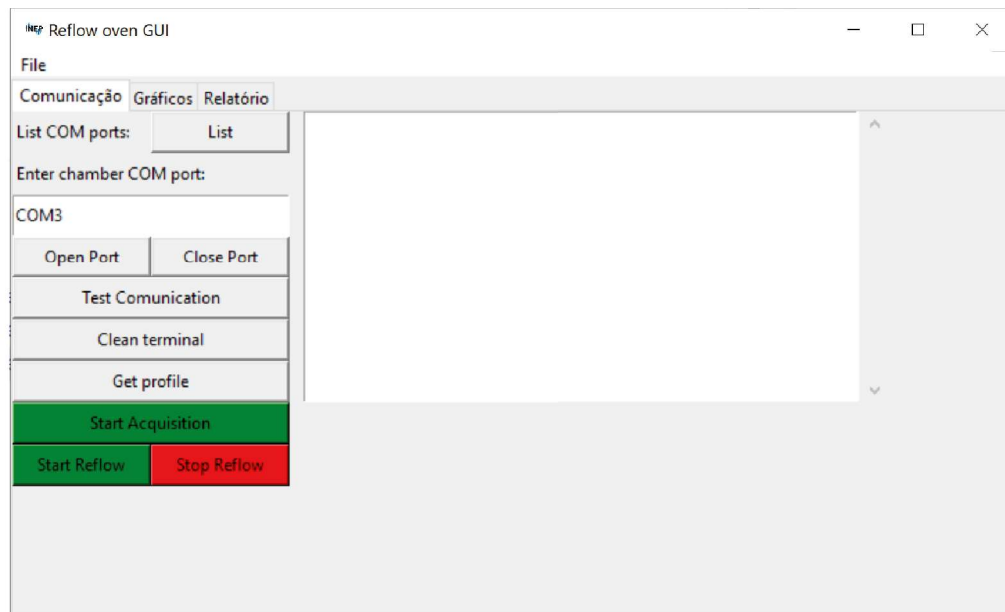 INEP Reflow oven GUI
File
Comunicação Gráficos Relatório
List COM ports: List
Enter chamber COM port:
COM3
Open Port Close Port
Test Comunication
Clean terminal
Get profile
Start Acquisition
Start Reflow Stop Reflow